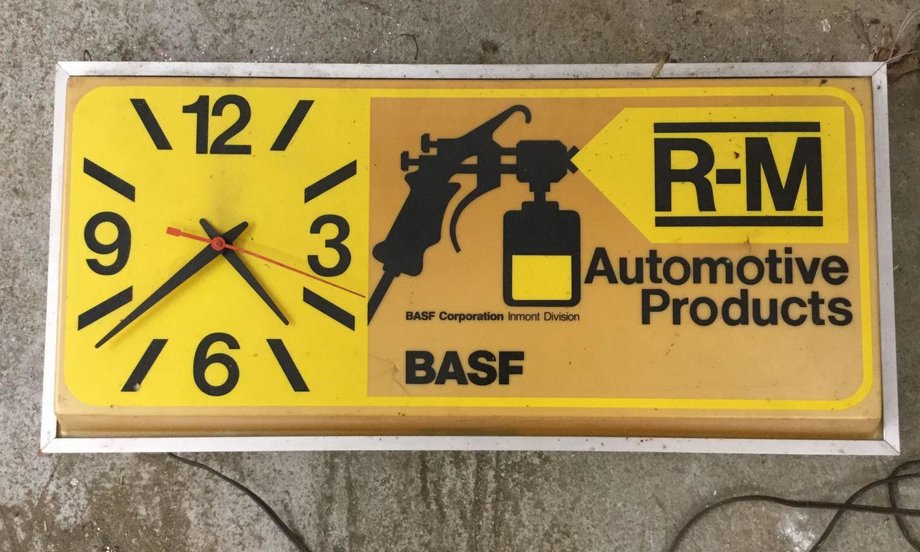 12
9
3
6
R-M
Automotive
Products
BASF Corporation Inmont Division
BASF